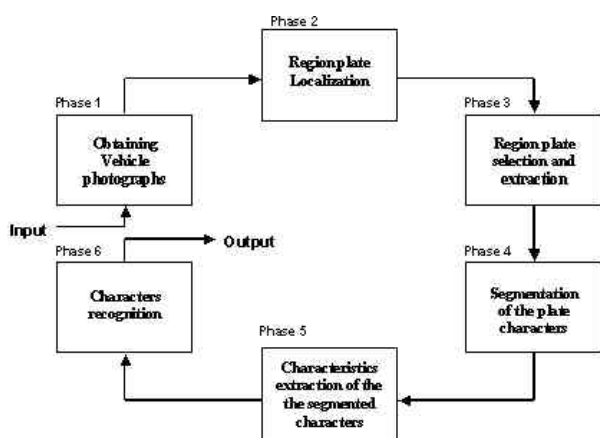 Phase 1
Obtaining
Vehicle
photographs
Input
Phase 2
Region plate
Localization
Phase 3
Region plate
selection and
extraction
Phase 4
Segmentation
of the plate
characters
Phase 5
Characteristics
extraction of the
the segmented
characters
Phase 6
Characters
recognition
Output